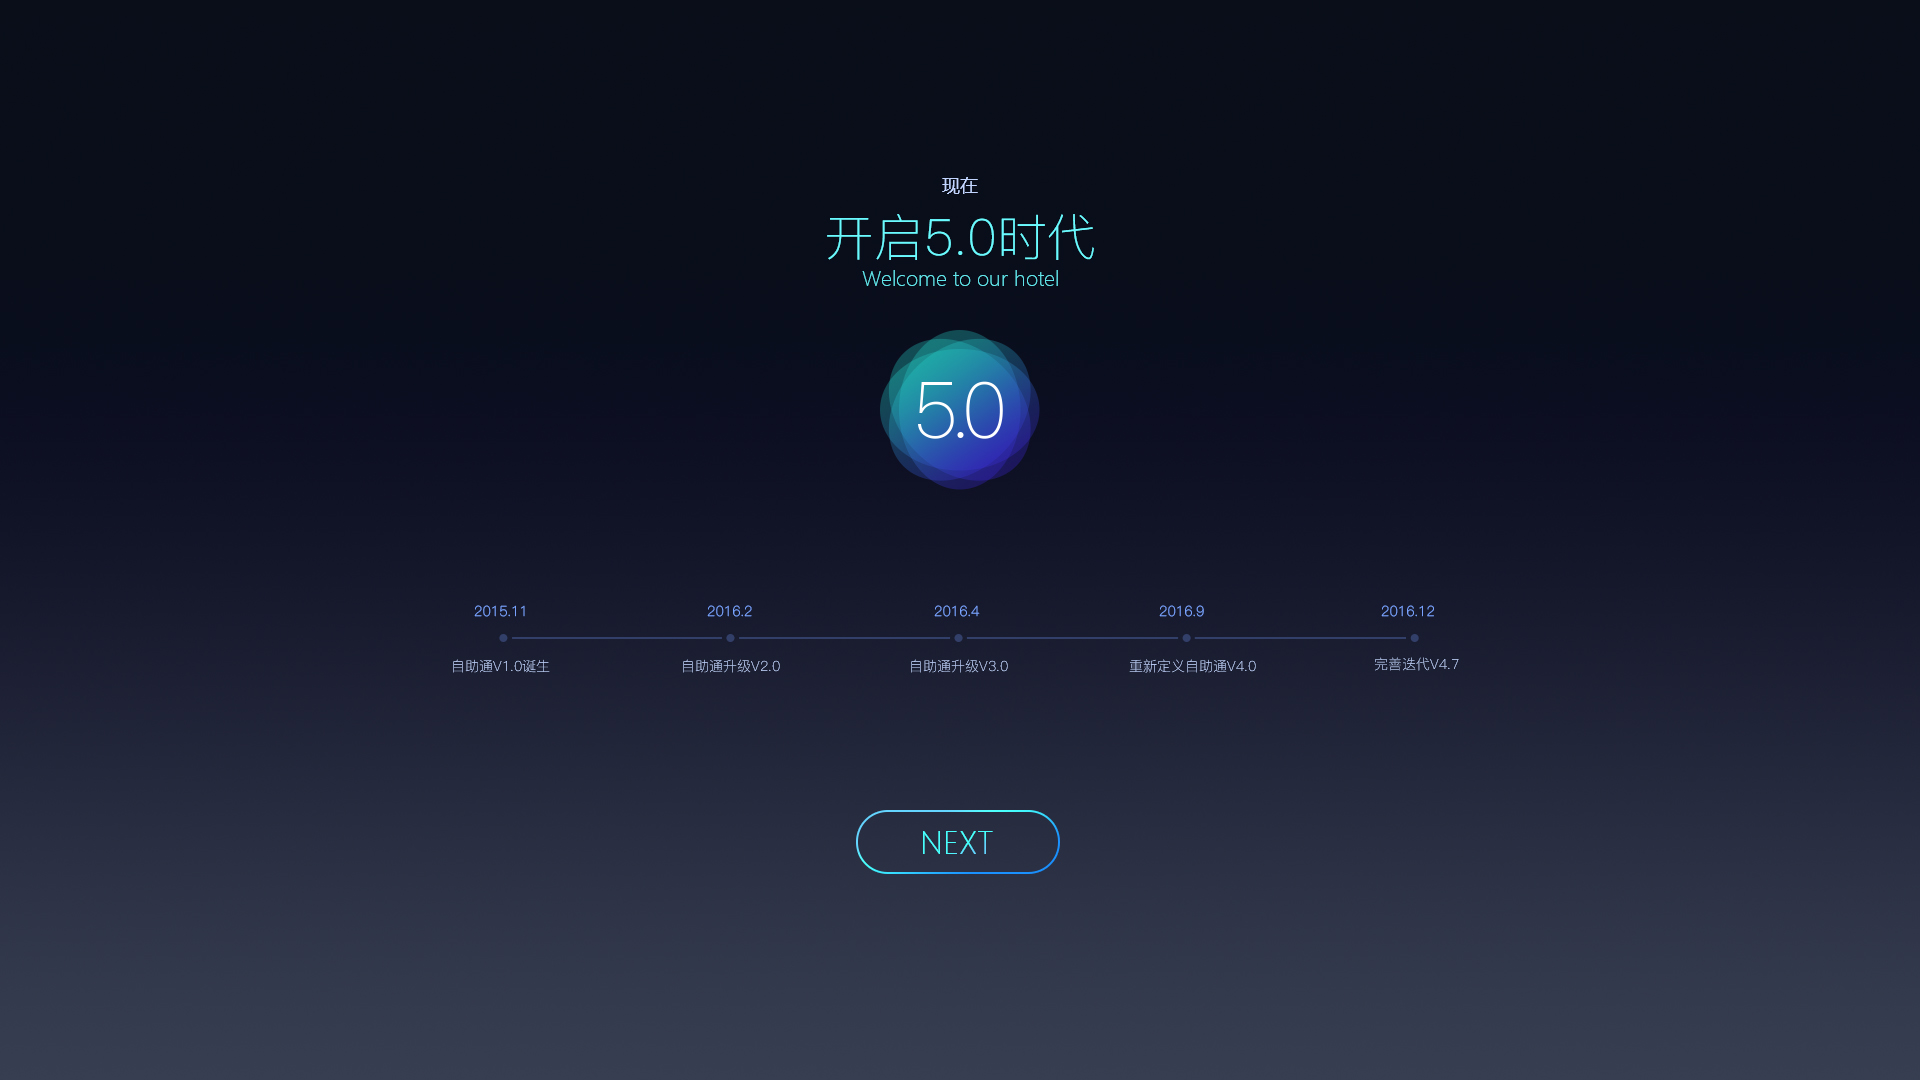 现在
开启5.0时代
Welcome to our hotel
5.0
2015.11
2016.2
2016.4
2016.9
2016.12
自助通V1.0诞生
自助通升级V2.0
自助通升级V3.0
重新定义自助通V4.0
完善迭代V4.7
NEXT